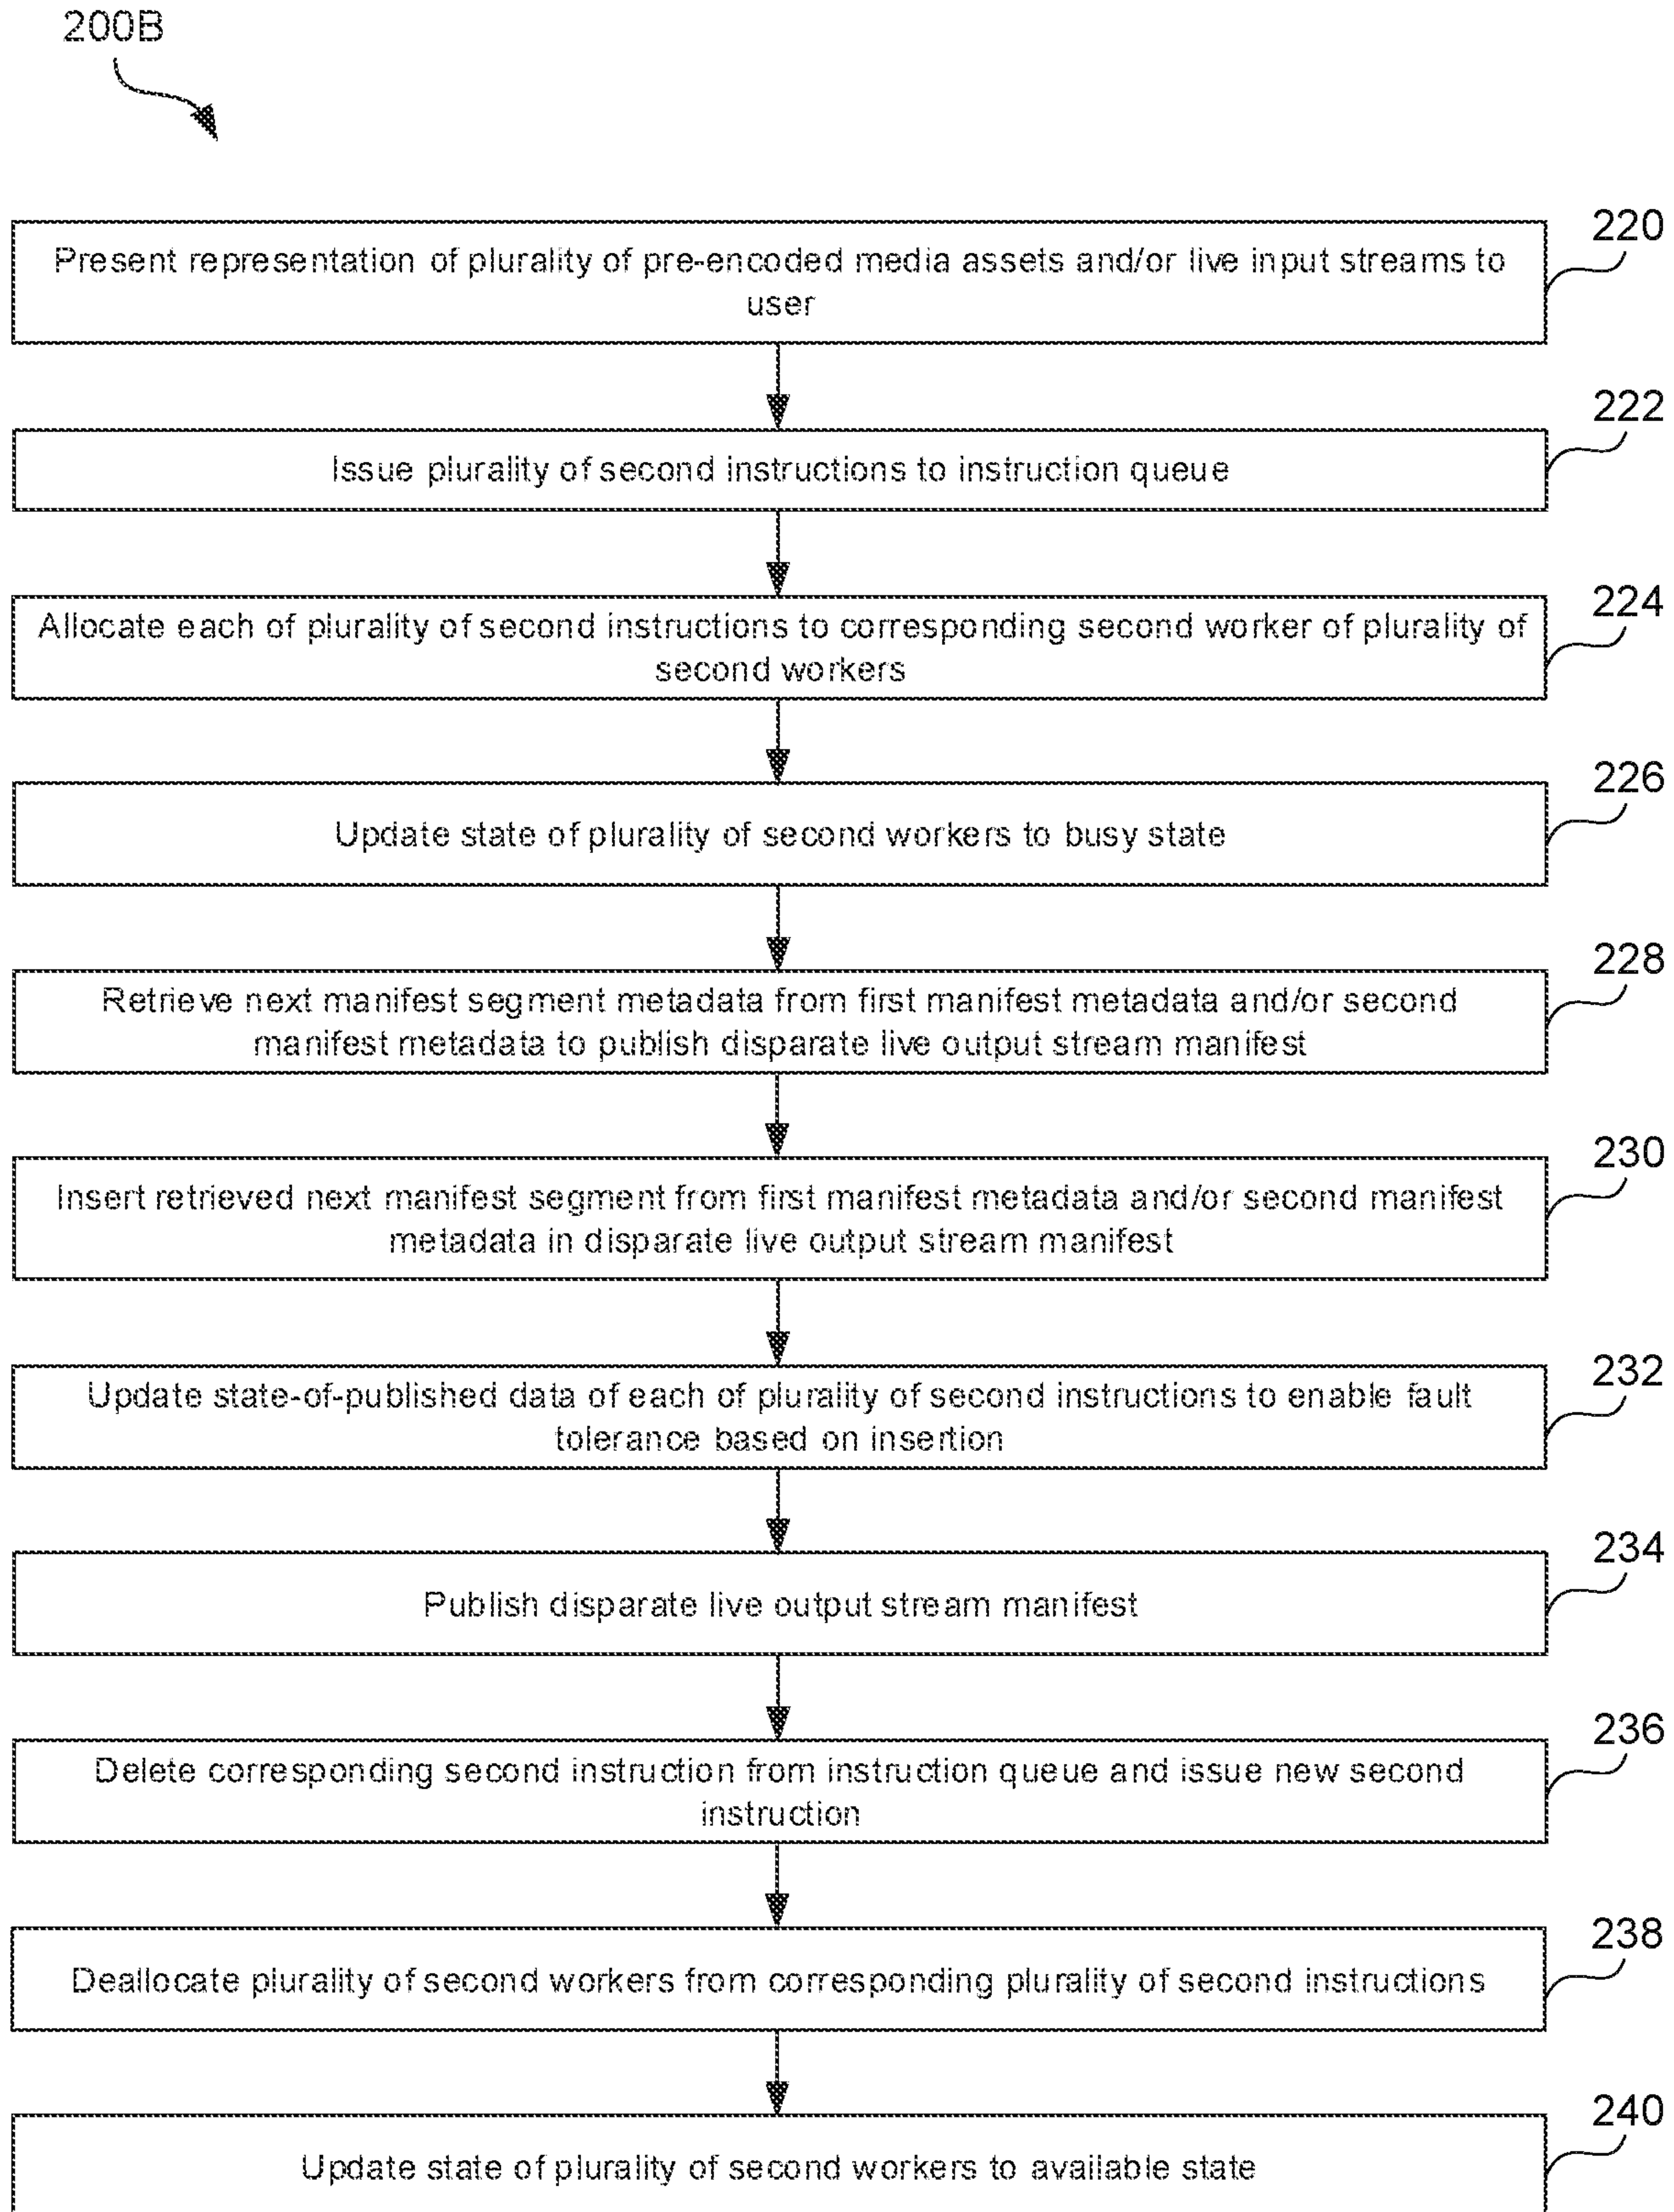 200B
220
Present representation of plurality of pre-encoded media assets and/or live input streams to
user
222
Issue plurality of second instructions to instruction queue
224
Allocate each of plurality of second instructions to corresponding second worker of plurality of
second workers
226
Update state of plurality of second workers to busy state
228
Retrieve next manifest segment metadata from first manifest metadata and/or second
manifest metadata to publish disparate live output stream manifest
230
Insert retrieved next manifest segment from first manifest metadata and/or second manifest
metadata in disparate live output stream manifest
232
Update state-of-published data of each of plurality of second instructions to enable fault
tolerance based on insertion
234
Publish disparate live output stream manifest
236
Delete corresponding second instruction from instruction queue and issue new second
instruction
238
Deallocate plurality of second workers from corresponding plurality of second instructions
240
Update state of plurality of second workers to available state